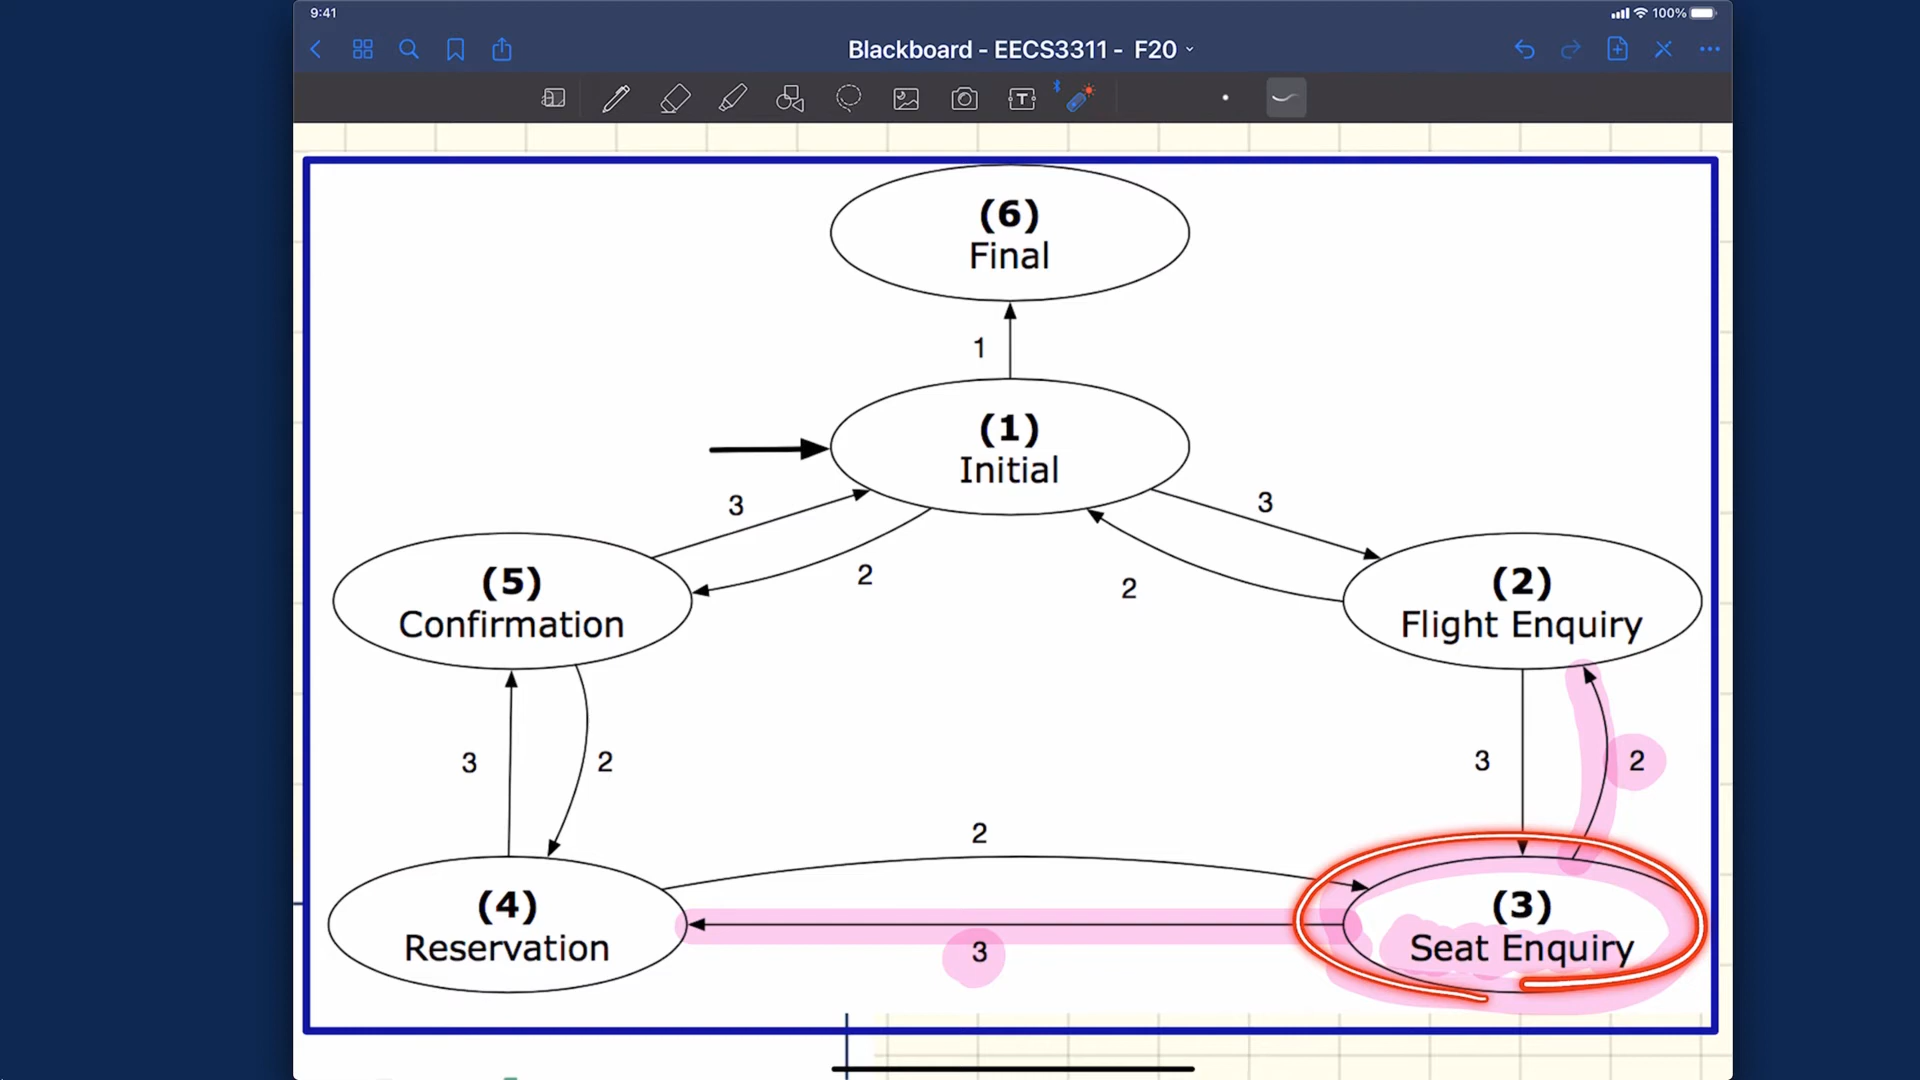 9:41
100%
Blackboard - EECS3311 - F20
T
(6)
Final
1
(1)
Initial
3
3
2
2
(5)
Confirmation
(2)
Flight Enquiry
3
2
3
2
2
(4)
Reservation
3
(3)
Seat Enquiry